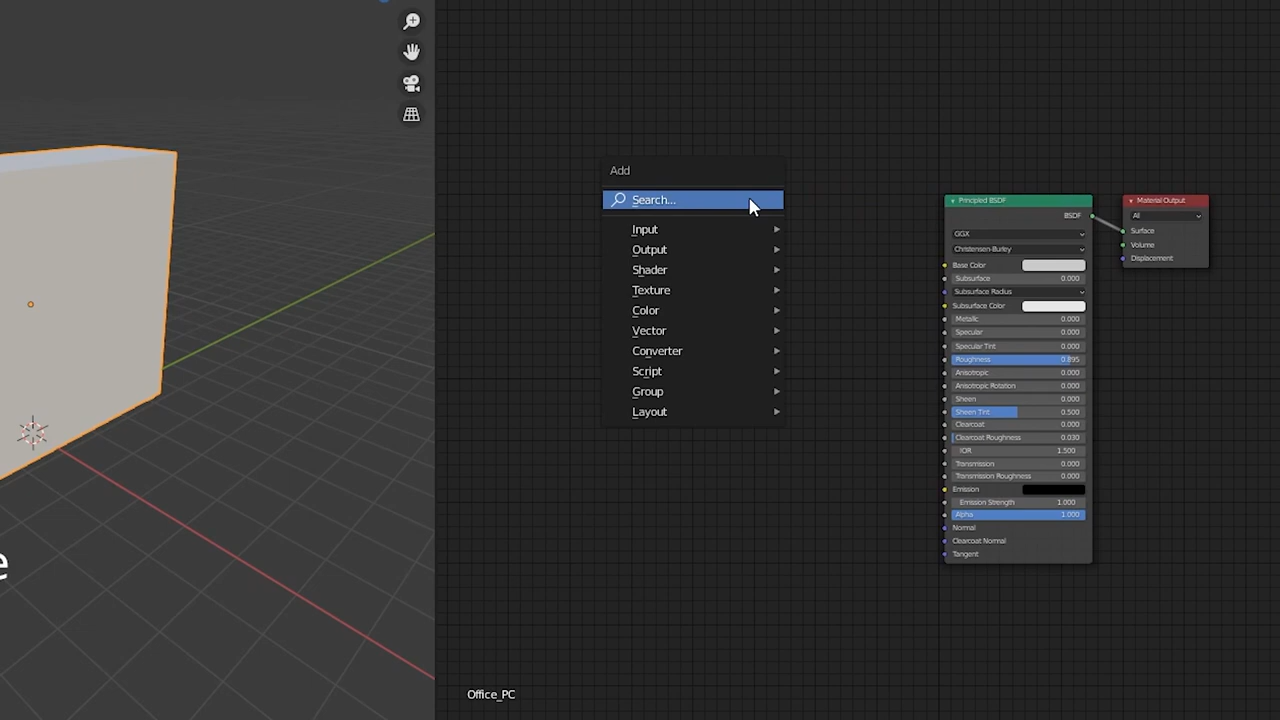 Add
Search...
Input
Output
Shader
Texture
Color
Vector
Converter
Script
Group
Layout
Principled BSDF
BSDF
GGX
Christensen-Burley
Base Color
Subsurface 0.000
Subsurface Radius
Subsurface Color
Metallic 0.000
Specular 0.000
Specular Tint 0.000
Roughness 0.895
Anisotropic 0.000
Anisotropic Rotation 0.000
Sheen 0.000
Sheen Tint 0.500
Clearcoat 0.000
Clearcoat Roughness 0.030
IOR 1.500
Transmission 0.000
Transmission Roughness 0.000
Emission
Emission Strength 1.000
Alpha 1.000
Normal
Clearcoat Normal
Tangent
Material Output
All
Surface
Volume
Displacement
e
Office_PC